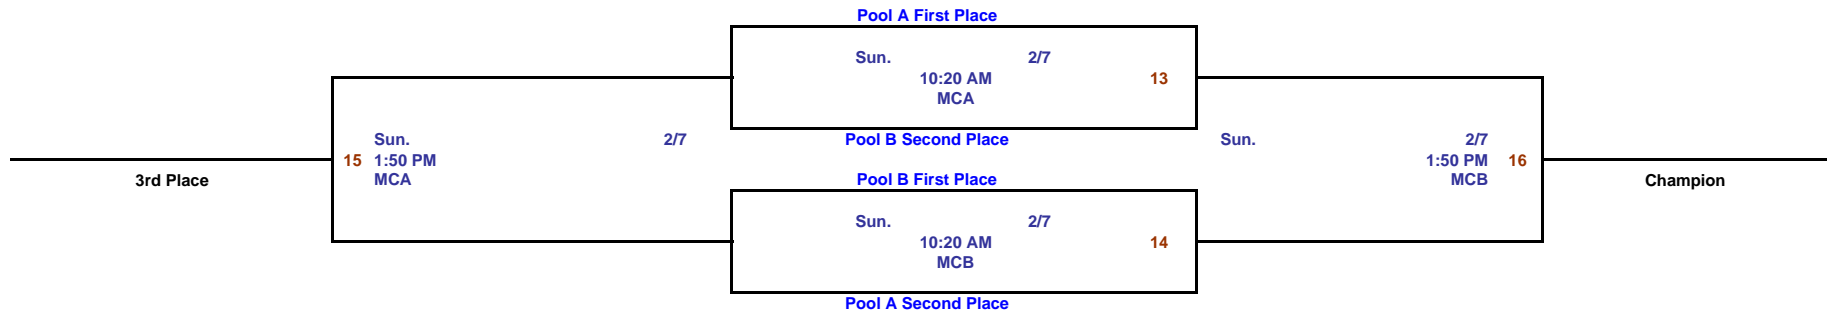 Pool A First Place
Sun. 2/7
10:20 AM 13
MCA
Sun. 2/7 Pool B Second Place Sun. 2/7
15 1:50 PM 1:50 PM 16
3rd Place MCA Pool B First Place MCB Champion
Sun. 2/7
10:20 AM 14
MCB
Pool A Second Place